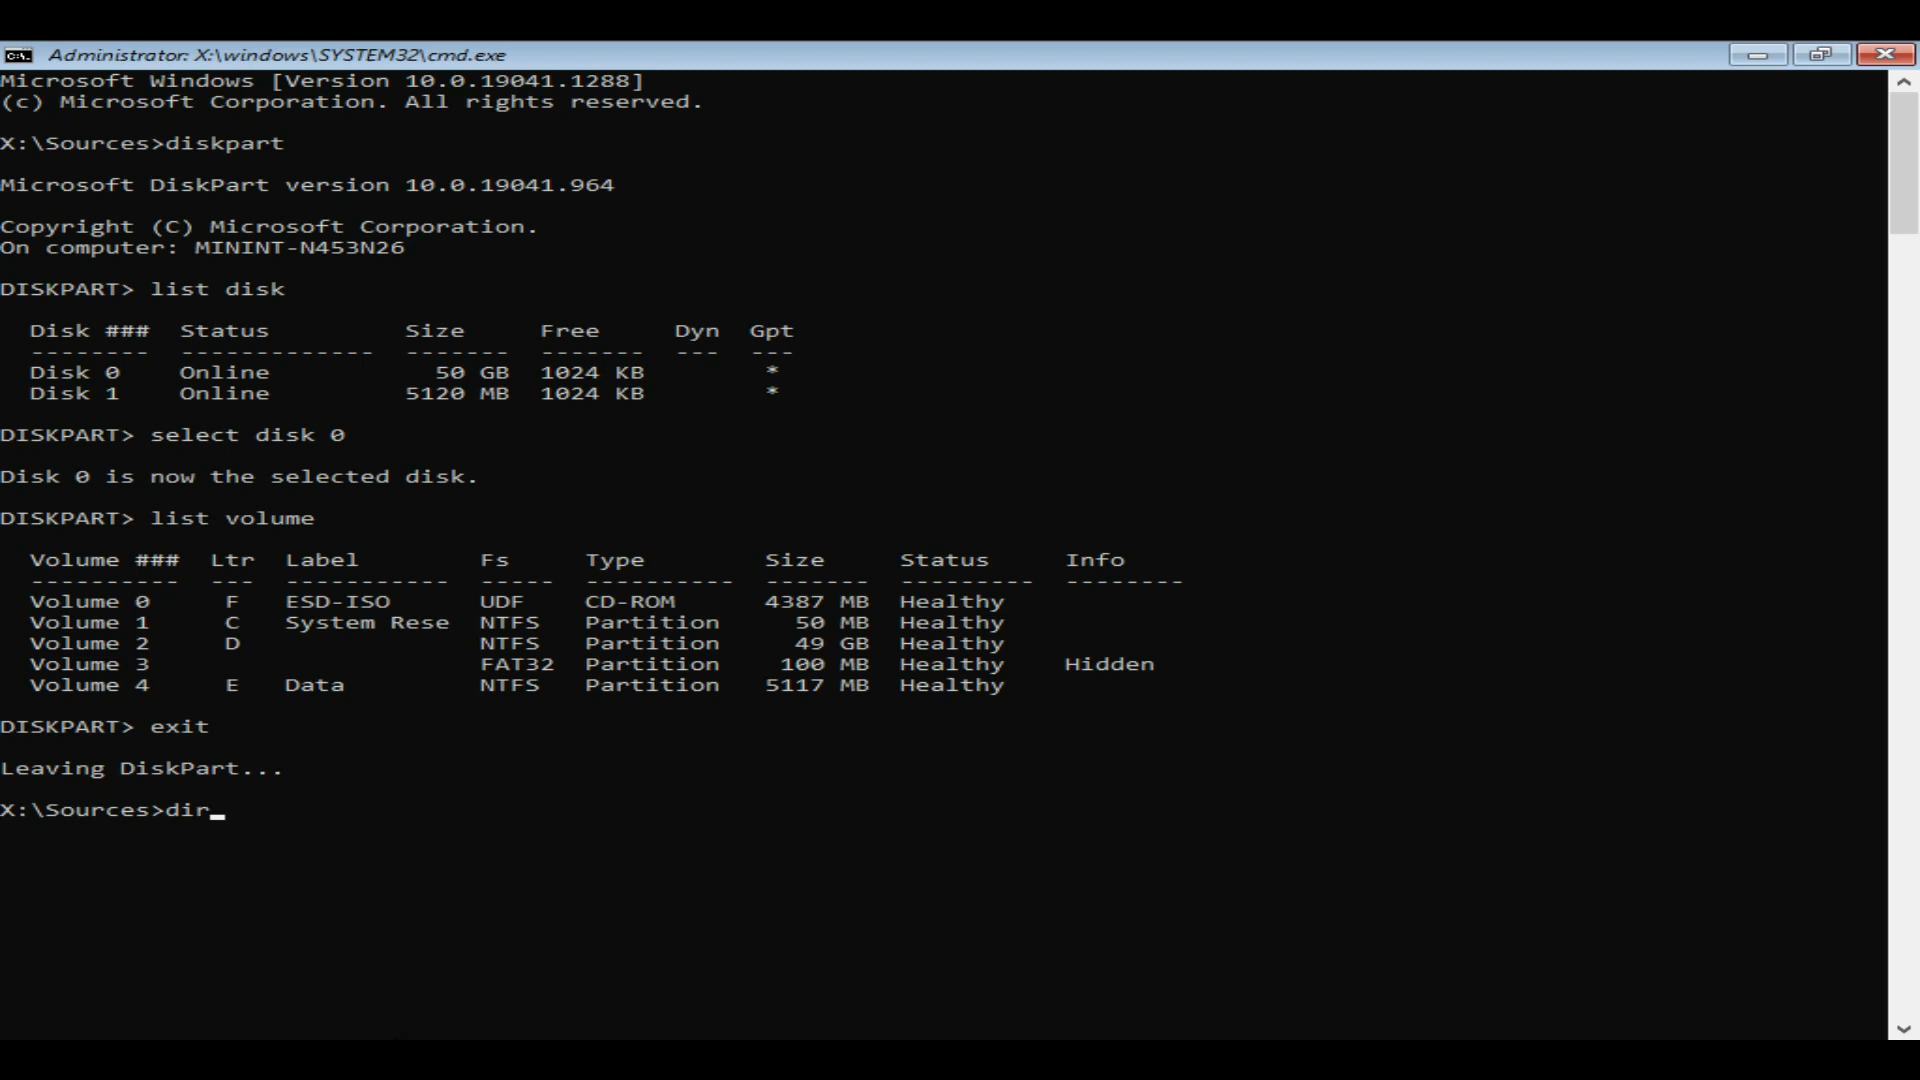 Administrator: X:\windows\SYSTEM32\cmd.exe
Microsoft Windows [Version 10.0.19041.1288]
(c) Microsoft Corporation. All rights reserved.
X:\Sources>diskpart
Microsoft DiskPart version 10.0.19041.964
Copyright (C) Microsoft Corporation.
On computer: MININT-N453N26
DISKPART> list disk
  Disk ###  Status         Size     Free     Dyn  Gpt
  --------  -------------  -------  -------  ---  ---
  Disk 0    Online           50 GB  1024 KB        *
  Disk 1    Online         5120 MB  1024 KB        *
DISKPART> select disk 0
Disk 0 is now the selected disk.
DISKPART> list volume
  Volume ###  Ltr  Label        Fs     Type        Size     Status     Info
  ----------  ---  -----------  -----  ----------  -------  ---------  --------
  Volume 0     F   ESD-ISO      UDF    CD-ROM      4387 MB  Healthy
  Volume 1     C   System Rese  NTFS   Partition     50 MB  Healthy
  Volume 2     D                NTFS   Partition     49 GB  Healthy
  Volume 3                      FAT32  Partition    100 MB  Healthy    Hidden
  Volume 4     E   Data         NTFS   Partition   5117 MB  Healthy
DISKPART> exit
Leaving DiskPart...
X:\Sources>dir_